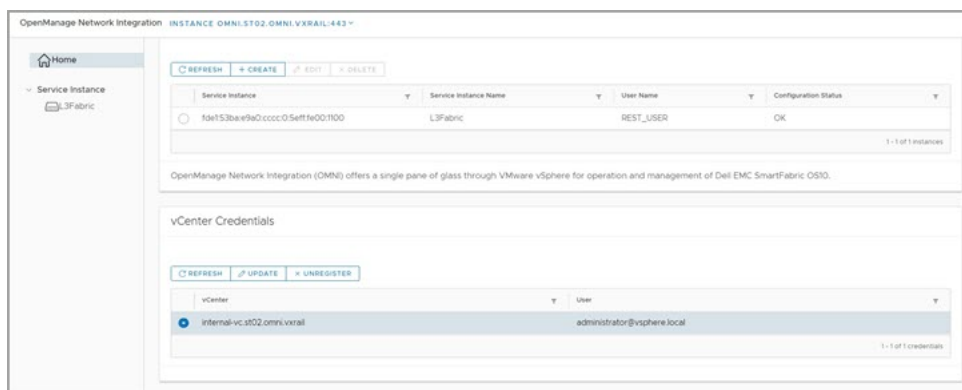 OpenManage Network Integration INSTANCE OMNI.ST02.OMNI.VXRAIL:443
Home
Service Instance
L3Fabric
REFRESH + CREATE EDIT × DELETE
Service Instance Service Instance Name User Name Configuration Status
fde1:53ba:e9a0:cccc:0:5eff:fe00:1100 L3Fabric REST_USER OK
1 - 1 of 1 instances
OpenManage Network Integration (OMNI) offers a single pane of glass through VMware vSphere for operation and management of Dell EMC SmartFabric OS10.
vCenter Credentials
REFRESH UPDATE × UNREGISTER
vCenter User
internal-vc.st02.omni.vxrail administrator@vsphere.local
1 - 1 of 1 credentials